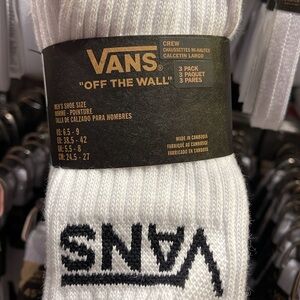 VANS
"OFF THE WALL"
CREW
CHAUSSETTES MI-HAUTES
CALCETIN LARGO
3 PACK
3 PAQUET
3 PARES
MEN'S SHOE SIZE
HOMME - POINTURE
TALLA DE CALZADO PARA HOMBRES
US: 6.5 - 9
EU: 38.5 - 42
UK: 5.5 - 8
CM: 24.5 - 27
MADE IN CAMBODIA
FABRIQUÉ AU CAMBODGE
FABRICADO EN CAMBOYA
VANS